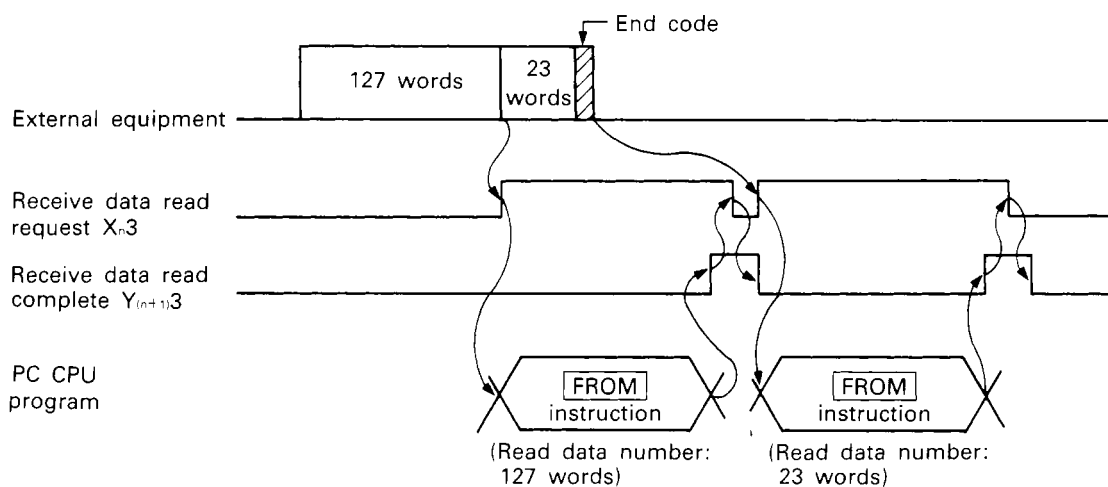 End code
127 words
23
words
External equipment
Receive data read
request Xn3
Receive data read
complete Y(n+1)3
PC CPU
program
FROM
instruction
(Read data number:
127 words)
FROM
instruction
(Read data number:
23 words)